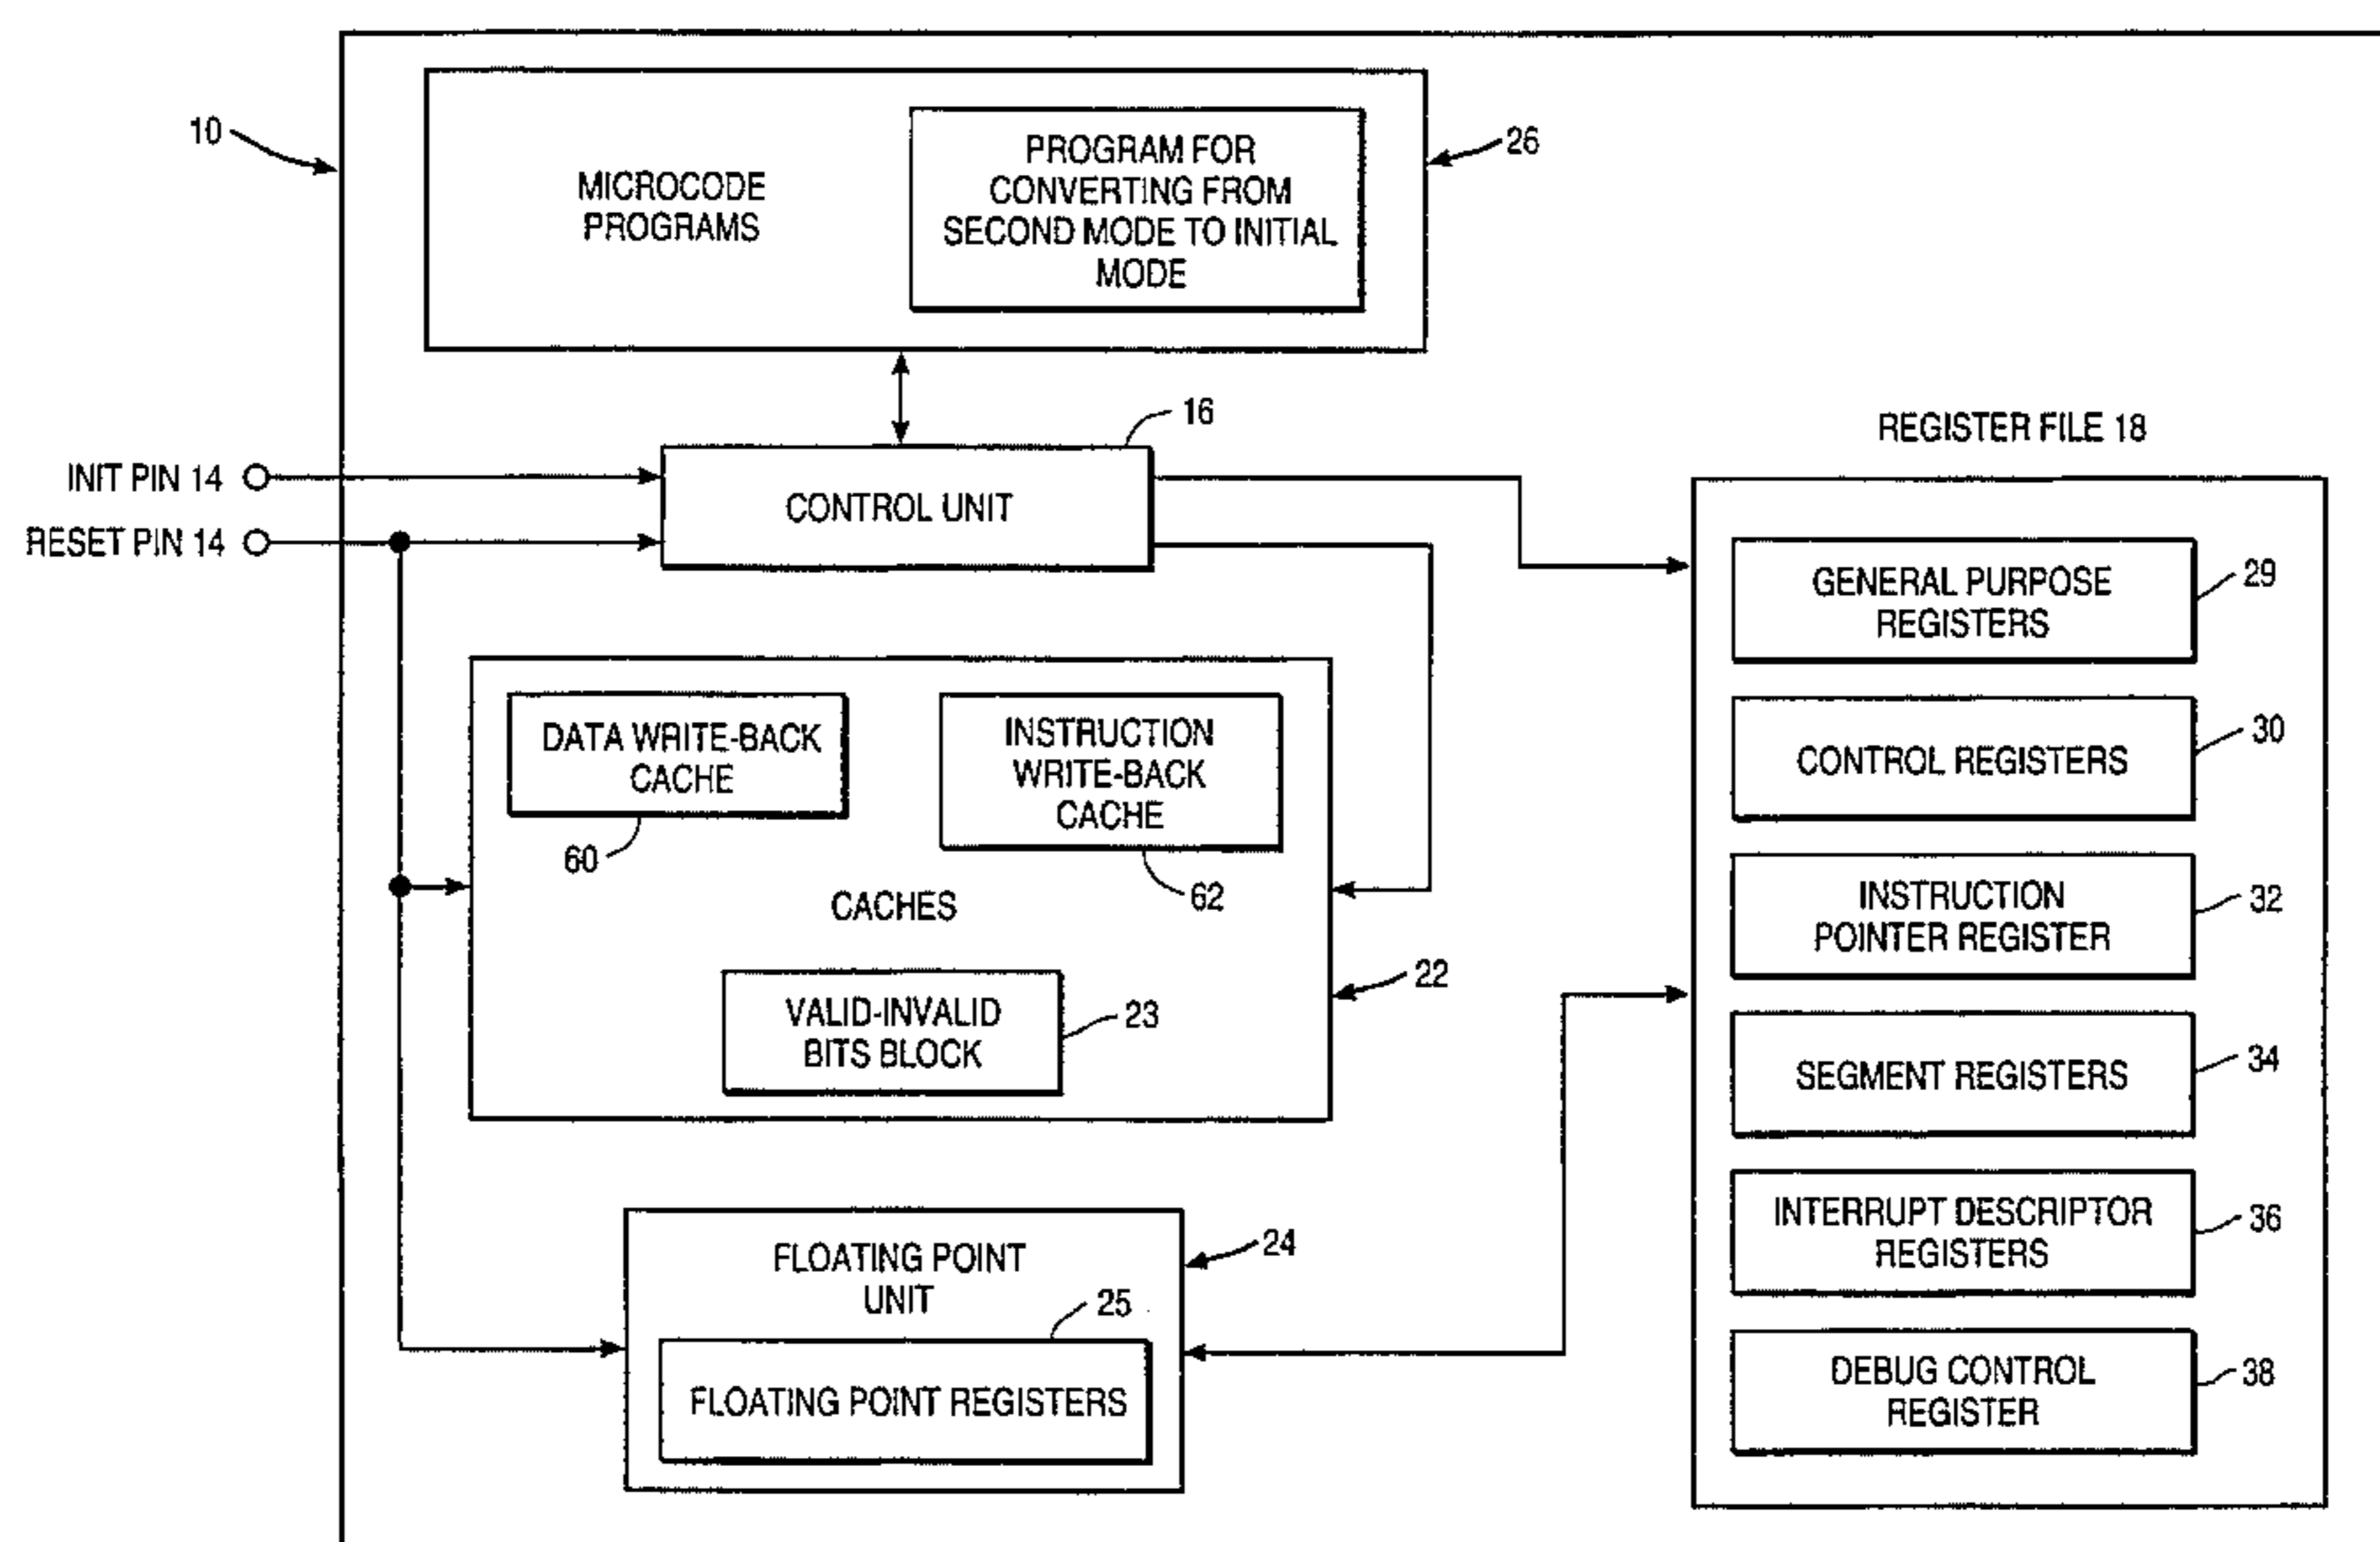 10
MICROCODE
PROGRAMS
PROGRAM FOR
CONVERTING FROM
SECOND MODE TO INITIAL
MODE
26
INIT PIN 14
RESET PIN 14
16
CONTROL UNIT
REGISTER FILE 18
GENERAL PURPOSE
REGISTERS
29
CONTROL REGISTERS
30
INSTRUCTION
POINTER REGISTER
32
SEGMENT REGISTERS
34
INTERRUPT DESCRIPTOR
REGISTERS
36
DEBUG CONTROL
REGISTER
38
DATA WRITE-BACK
CACHE
60
INSTRUCTION
WRITE-BACK
CACHE
62
CACHES
22
VALID-INVALID
BITS BLOCK
23
FLOATING POINT
UNIT
24
25
FLOATING POINT REGISTERS